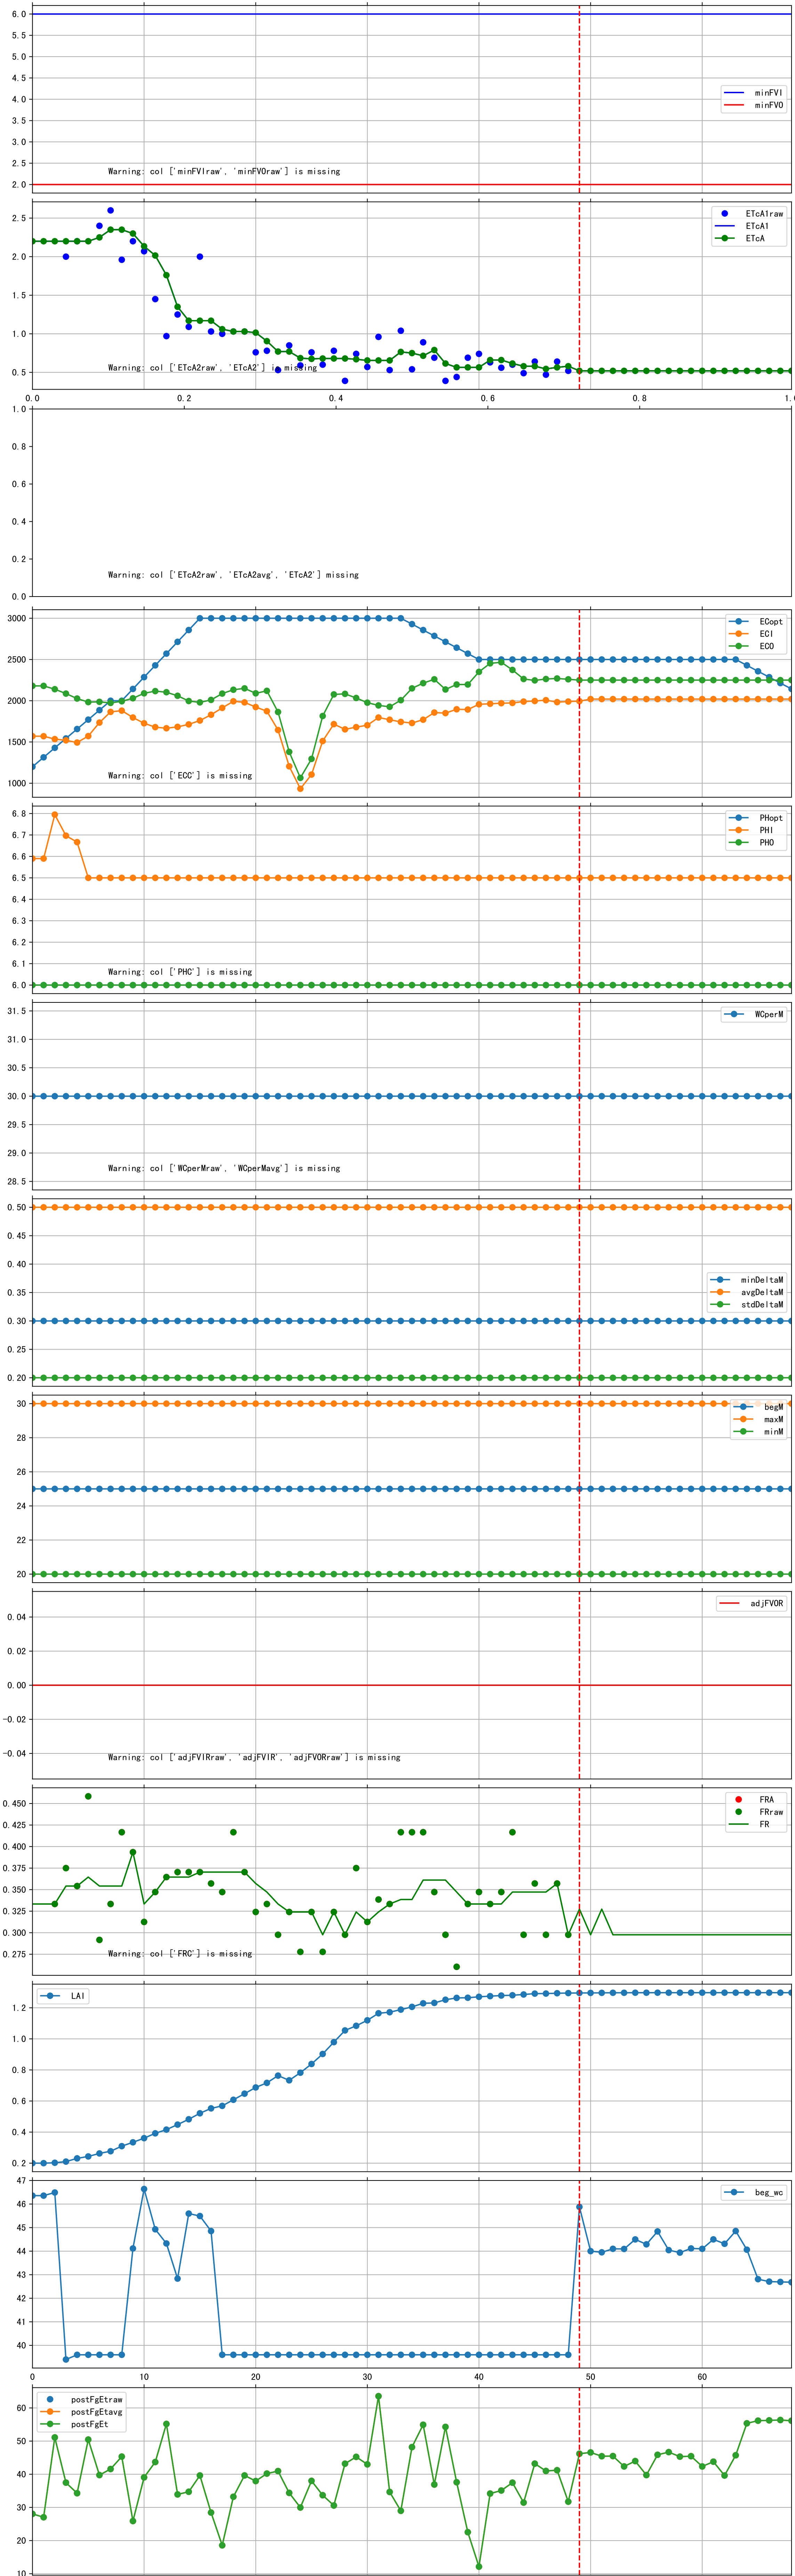 6.0
5.5
5.0
4.5
4.0
3.5
3.0
2.5
2.0
minFVI
minFVO
Warning: col ['minFVIraw', 'minFVOraw'] is missing
2.5
2.0
1.5
1.0
0.5
ETcA1raw
ETcA1
ETcA
Warning: col ['ETcA2raw', 'ETcA2'] is missing
0.0 0.2 0.4 0.6 0.8 1.
1.0
0.8
0.6
0.4
0.2
0.0
Warning: col ['ETcA2raw', 'ETcA2avg', 'ETcA2'] missing
3000
2500
2000
1500
1000
ECopt
ECI
ECO
Warning: col ['ECC'] is missing
6.8
6.7
6.6
6.5
6.4
6.3
6.2
6.1
6.0
PHopt
PHI
PHO
Warning: col ['PHC'] is missing
31.5
31.0
30.5
30.0
29.5
29.0
28.5
WCperM
Warning: col ['WCperMraw', 'WCperMavg'] is missing
0.50
0.45
0.40
0.35
0.30
0.25
0.20
minDeltaM
avgDeltaM
stdDeltaM
30
28
26
24
22
20
begM
maxM
minM
0.04
0.02
0.00
−0.02
−0.04
adjFVOR
Warning: col ['adjFVIRraw', 'adjFVIR', 'adjFVORraw'] is missing
0.450
0.425
0.400
0.375
0.350
0.325
0.300
0.275
FRA
FRraw
FR
Warning: col ['FRC'] is missing
1.2
1.0
0.8
0.6
0.4
0.2
LAI
47
46
45
44
43
42
41
40
beg_wc
0 10 20 30 40 50 60
60
50
40
30
20
10
postFgEtraw
postFgEtavg
postFgEt